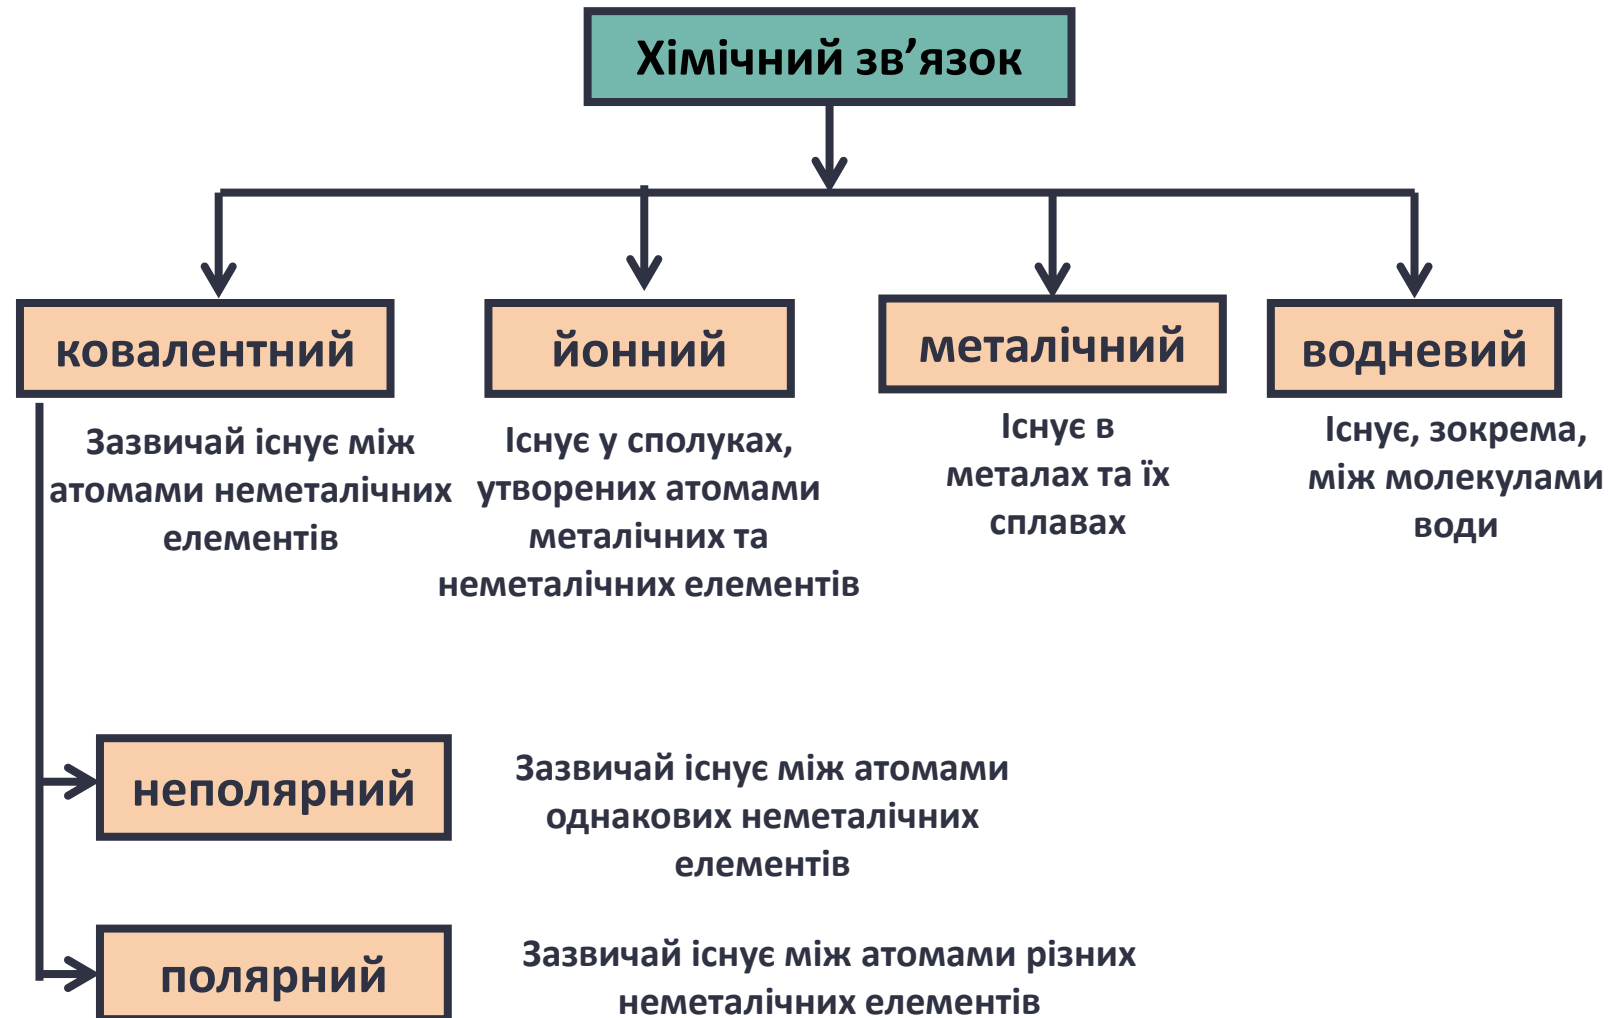 Хімічний зв’язок
ковалентний
Зазвичай існує між
атомами неметалічних
елементів
йонний
Існує у сполуках,
утворених атомами
металічних та
неметалічних елементів
металічний
Існує в
металах та їх
сплавах
водневий
Існує, зокрема,
між молекулами
води
неполярний
Зазвичай існує між атомами
однакових неметалічних
елементів
полярний
Зазвичай існує між атомами різних
неметалічних елементів